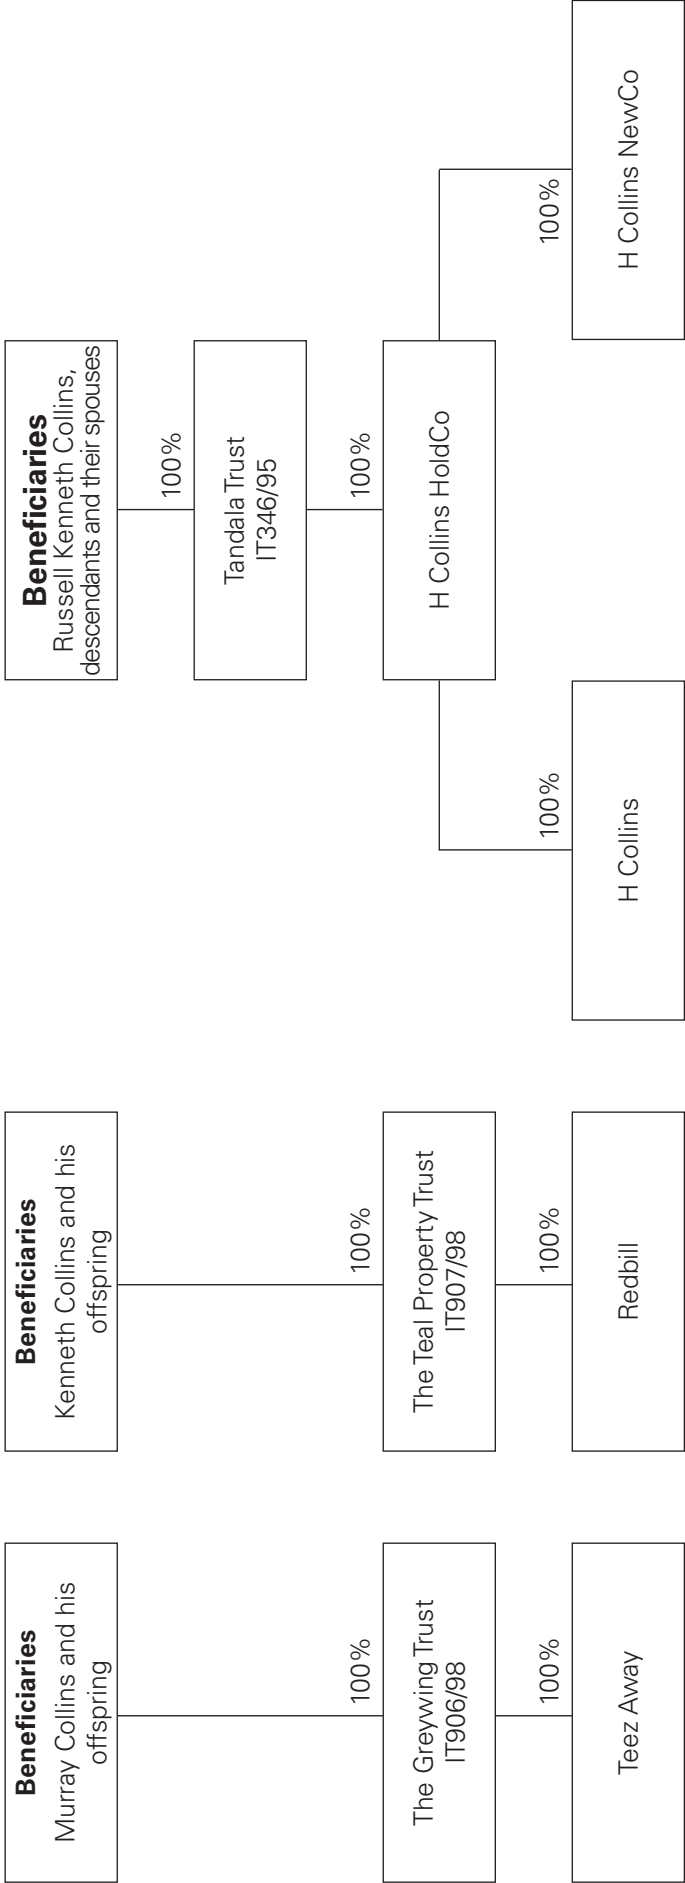 Beneficiaries
Murray Collins and his
offspring
100%
The Greywing Trust
IT906/98
100%
Teez Away
Beneficiaries
Kenneth Collins and his
offspring
100%
The Teal Property Trust
IT907/98
100%
Redbill
Beneficiaries
Russell Kenneth Collins,
descendants and their spouses
100%
Tandala Trust
IT346/95
100%
H Collins HoldCo
100%
H Collins
100%
H Collins NewCo